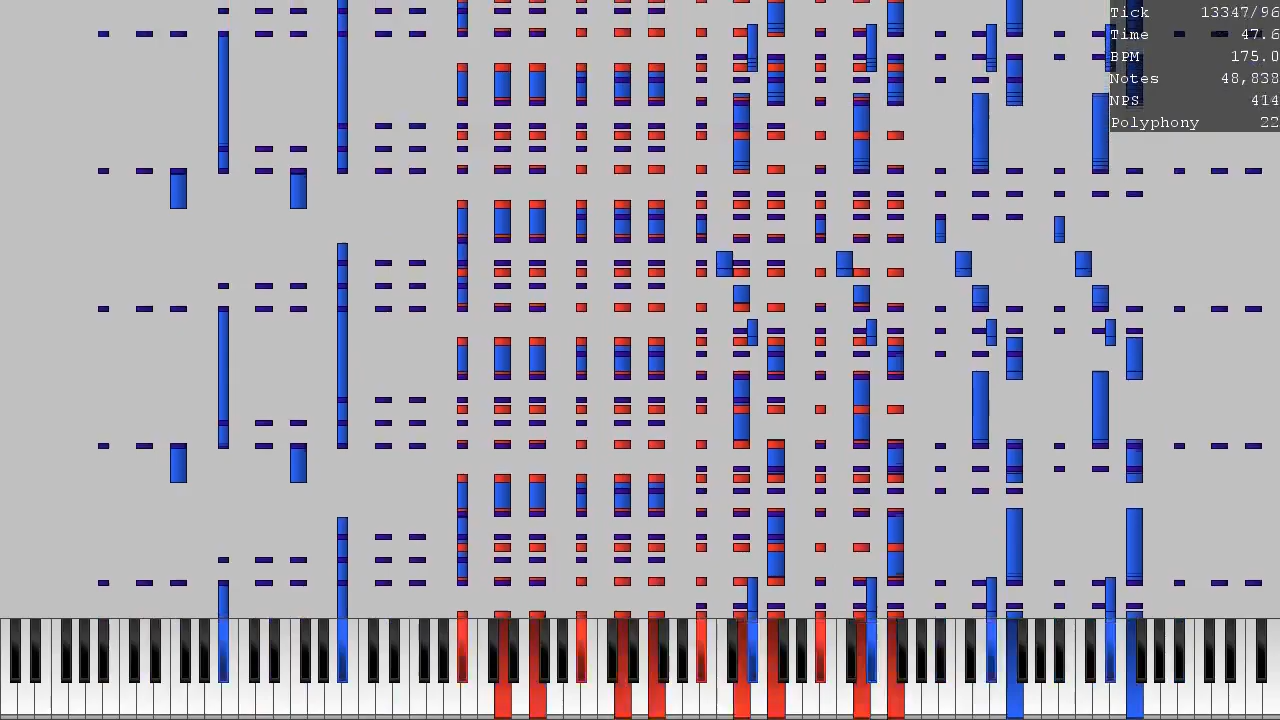 Tick 13347/96
Time 47.6
BPM 175.0
Notes 48,838
NPS 414
Polyphony 22